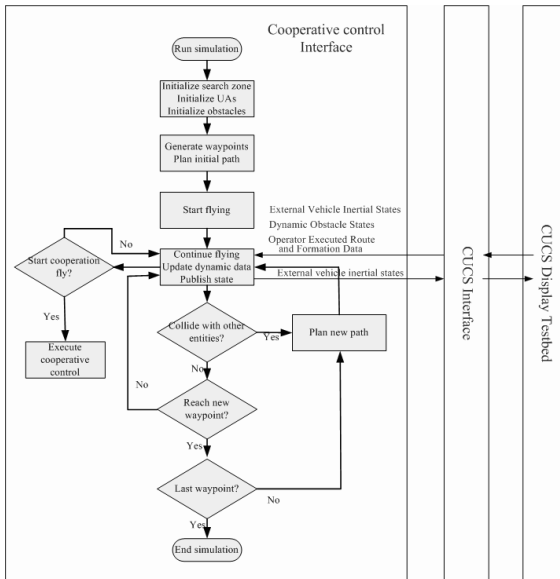 Cooperative control
Interface
Run simulation
Initialize search zone
Initialize UAs
Initialize obstacles
Generate waypoints
Plan initial path
Start flying
External Vehicle Inertial States
Dynamic Obstacle States
Operator Executed Route
and Formation Data
No
Start cooperation
fly?
Continue flying
Update dynamic data
Publish state
External vehicle inertial states
Yes
Execute
cooperative
control
Collide with other
entities?
Yes
Plan new path
No
No
Reach new
waypoint?
Yes
Last waypoint?
No
Yes
End simulation
CUCS Interface
CUCS Display Testbed